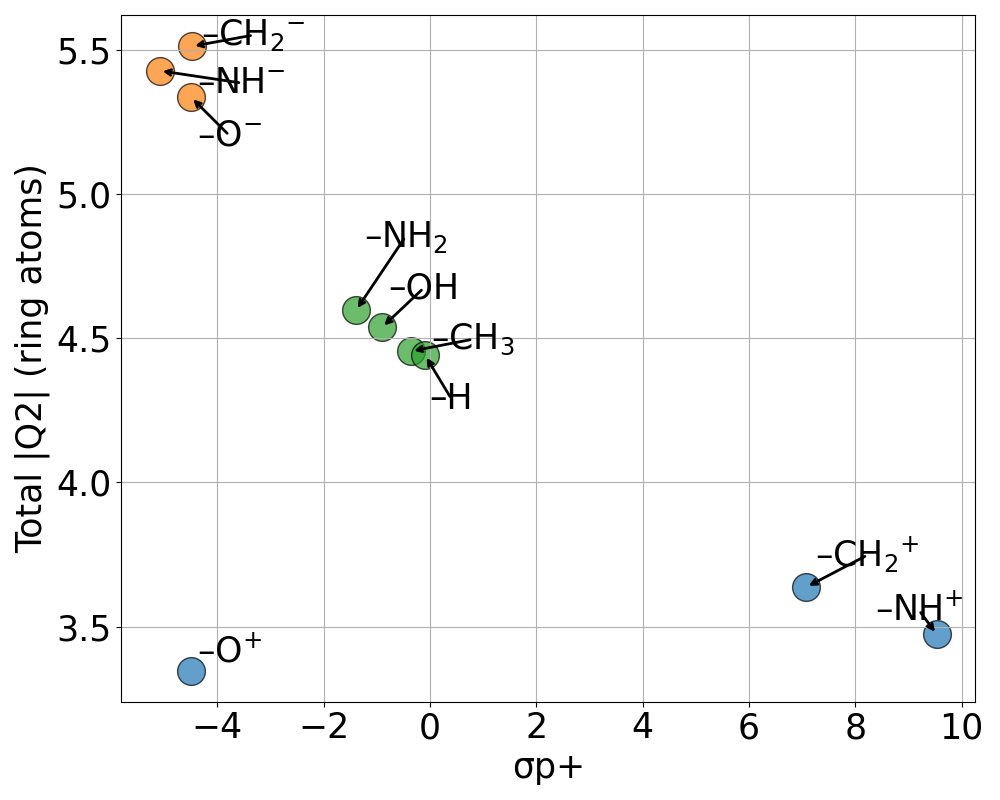 –CH₂⁻
–NH⁻
–O⁻
–NH₂
–OH
–CH₃
–H
–CH₂⁺
–NH⁺
–O⁺
5.5
5.0
4.5
4.0
3.5
Total |Q2| (ring atoms)
−4 −2 0 2 4 6 8 10
σp+